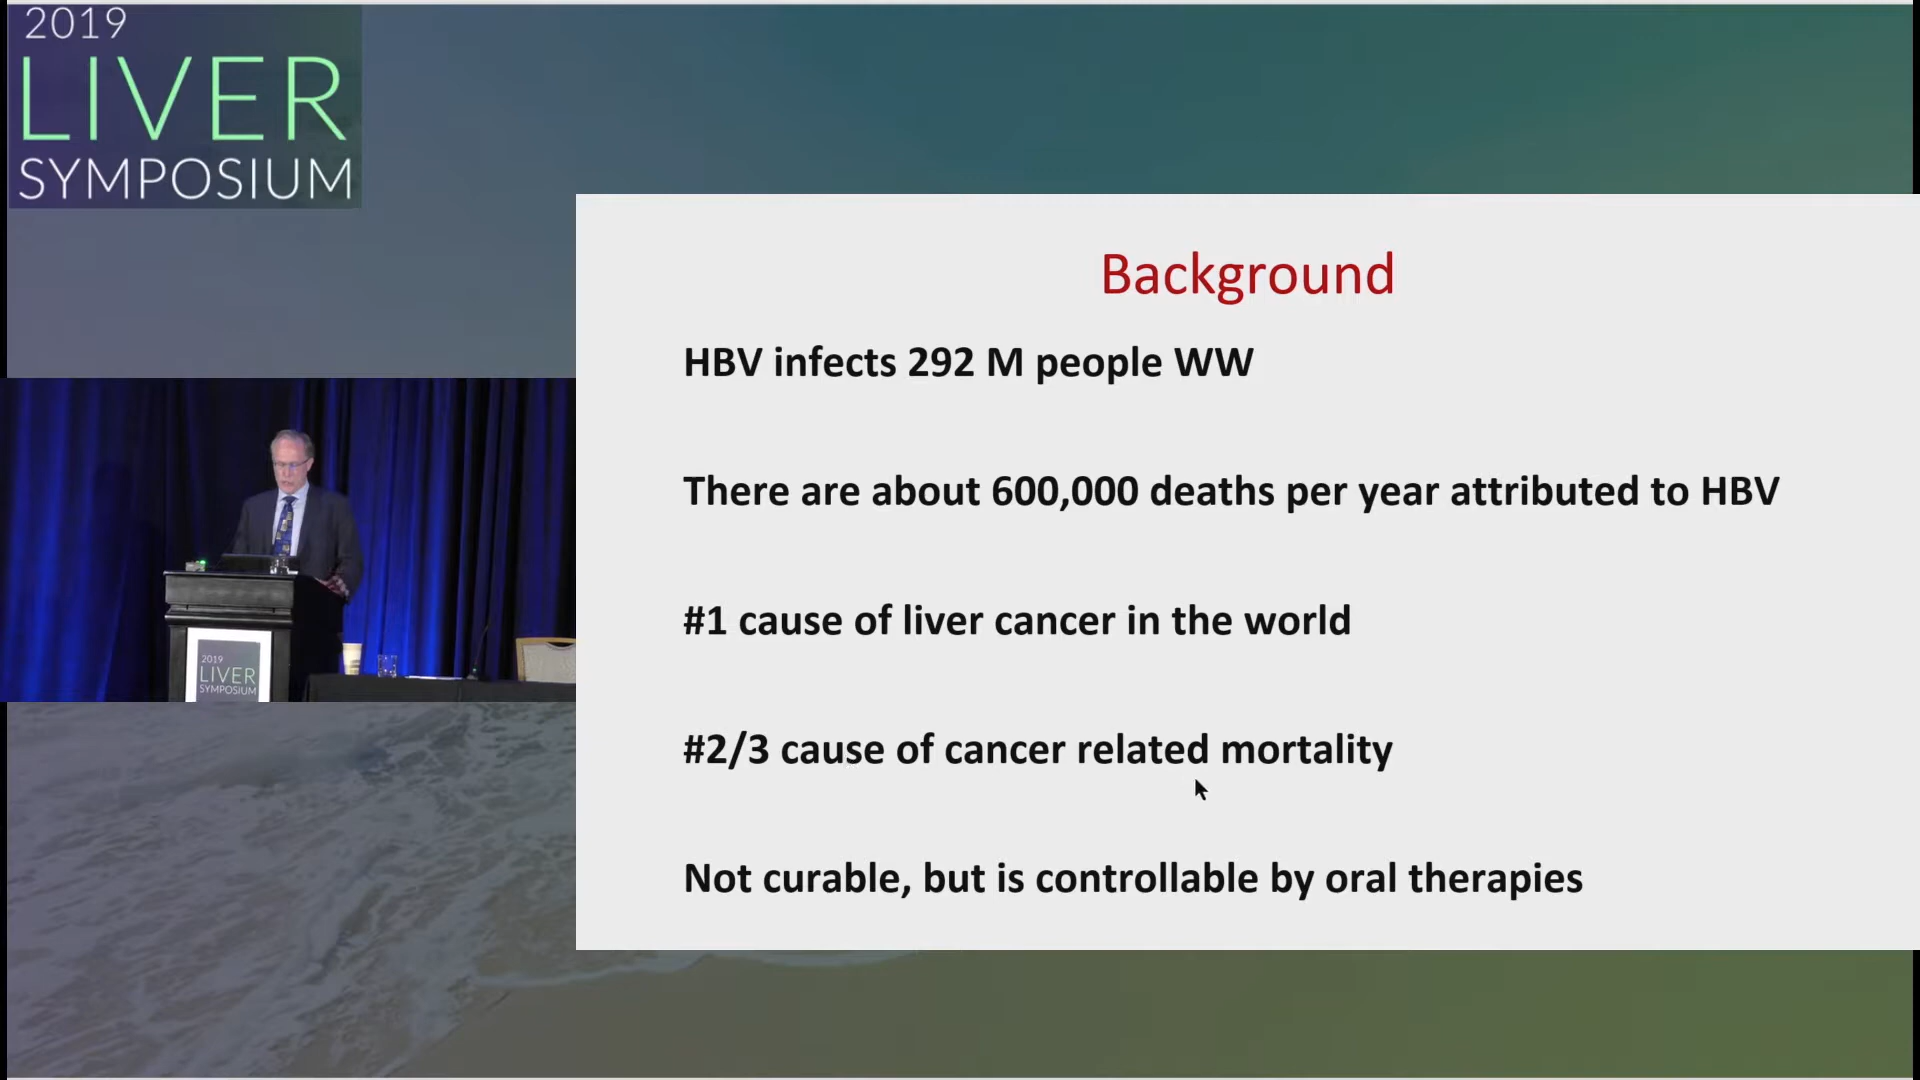 2019
LIVER
SYMPOSIUM
Background
HBV infects 292 M people WW
There are about 600,000 deaths per year attributed to HBV
#1 cause of liver cancer in the world
#2/3 cause of cancer related mortality
Not curable, but is controllable by oral therapies
2019
LIVER
SYMPOSIUM